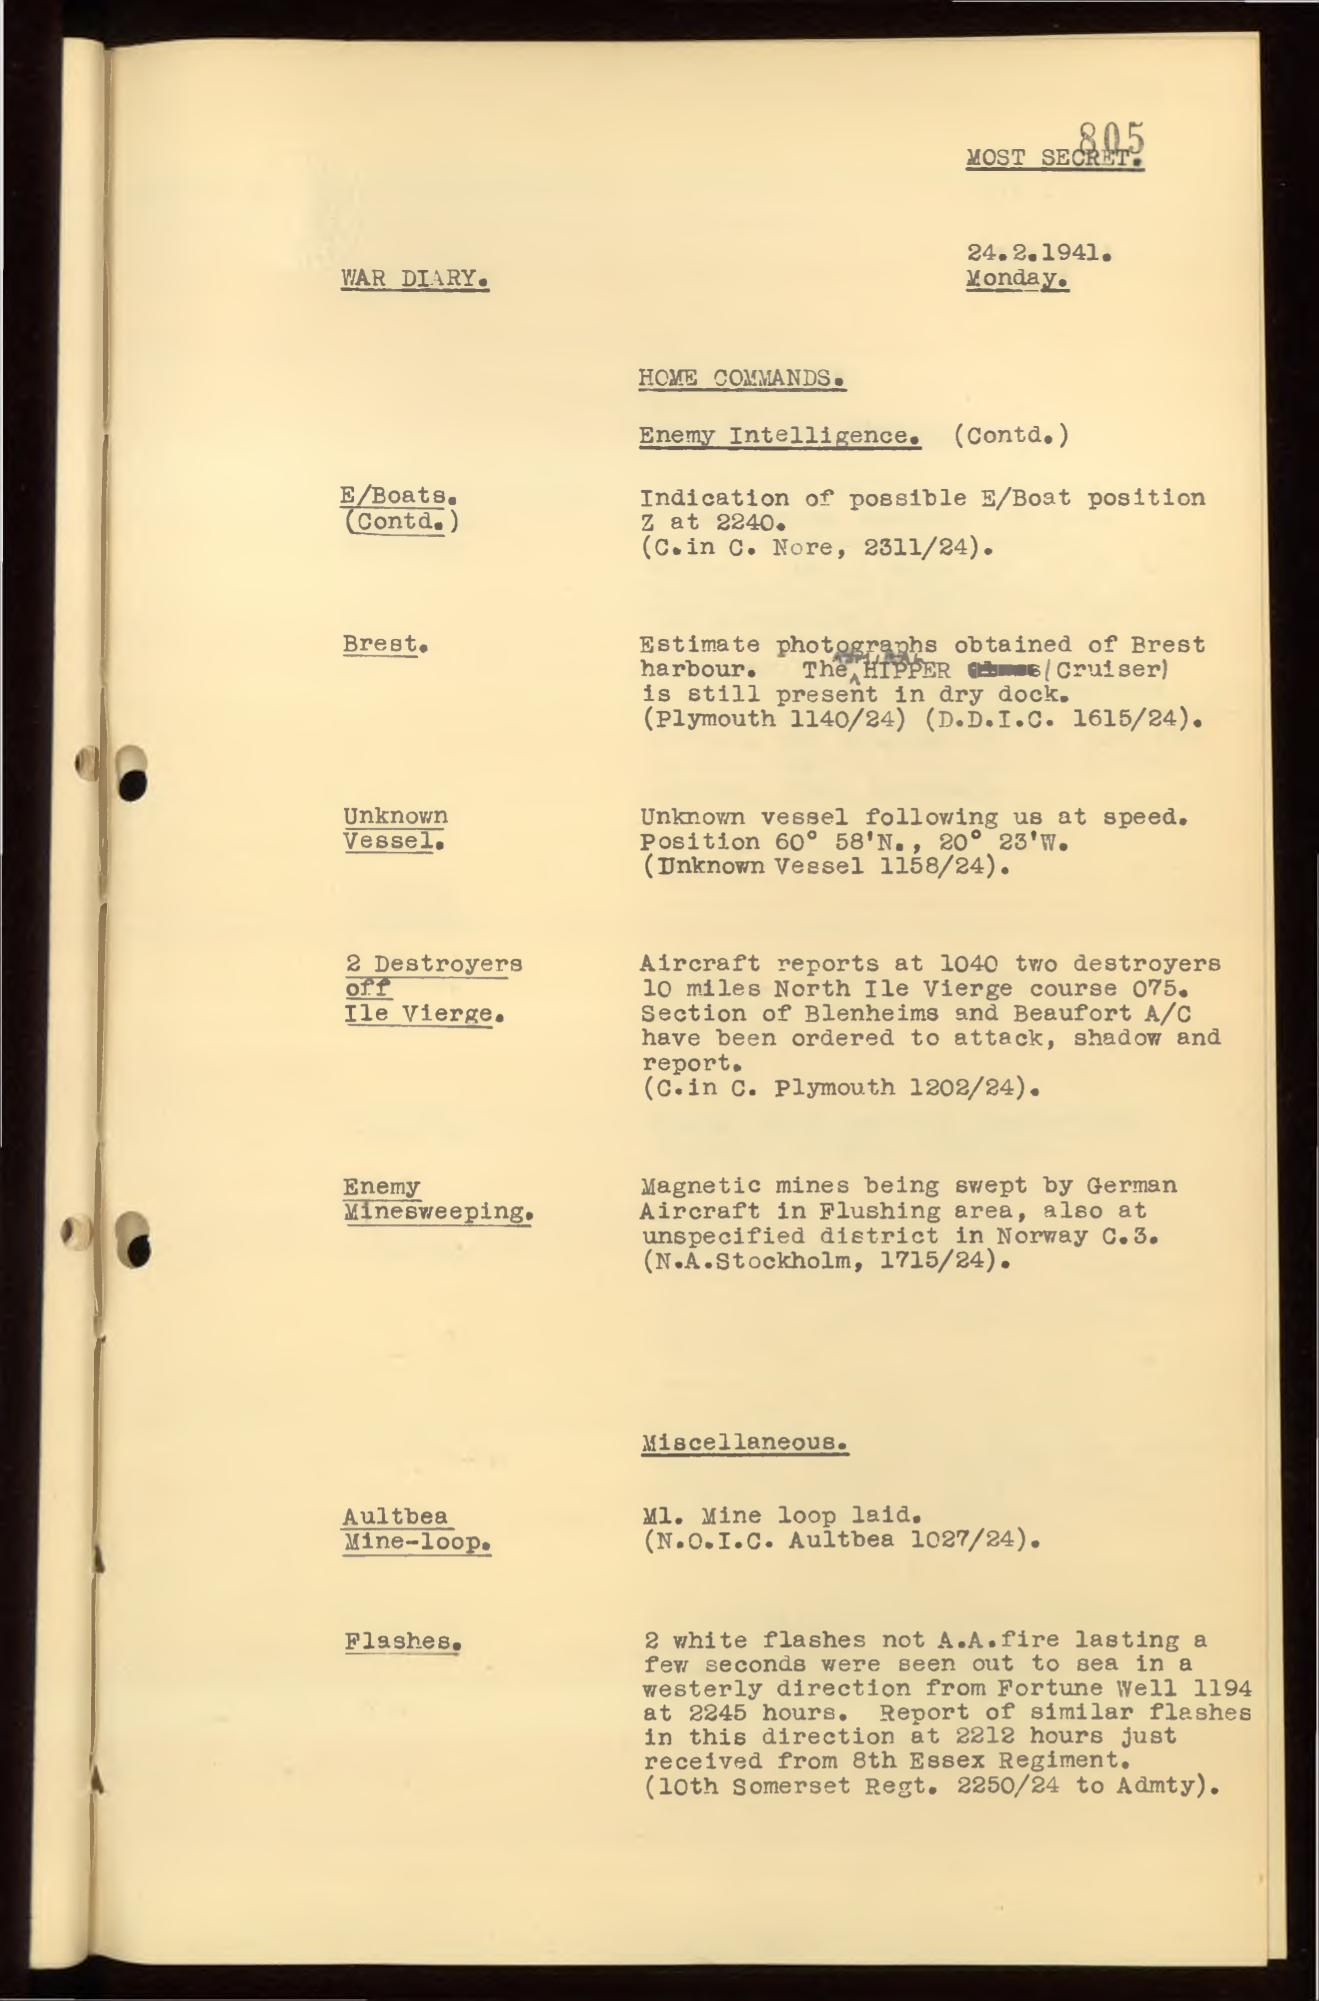 805
MOST SECRET.
24.2.1941.
WAR DIARY. Monday.
HOME COMMANDS.
Enemy Intelligence. (Contd.)
E/Boats. Indication of possible E/Boat position
(Contd.) Z at 2240.
(C.in C. Nore, 2311/24).
Brest. Estimate photographs obtained of Brest
harbour. The ADMIRAL HIPPER (Cruiser)
is still present in dry dock.
(Plymouth 1140/24) (D.D.I.C. 1615/24).
Unknown Unknown vessel following us at speed.
Vessel. Position 60° 58'N., 20° 23'W.
(Unknown Vessel 1158/24).
2 Destroyers Aircraft reports at 1040 two destroyers
off 10 miles North Ile Vierge course 075.
Ile Vierge. Section of Blenheims and Beaufort A/C
have been ordered to attack, shadow and
report.
(C.in C. Plymouth 1202/24).
Enemy Magnetic mines being swept by German
Minesweeping. Aircraft in Flushing area, also at
unspecified district in Norway C.3.
(N.A.Stockholm, 1715/24).
Miscellaneous.
Aultbea Ml. Mine loop laid.
Mine-loop. (N.O.I.C. Aultbea 1027/24).
Flashes. 2 white flashes not A.A.fire lasting a
few seconds were seen out to sea in a
westerly direction from Fortune Well 1194
at 2245 hours. Report of similar flashes
in this direction at 2212 hours just
received from 8th Essex Regiment.
(10th Somerset Regt. 2250/24 to Admty).